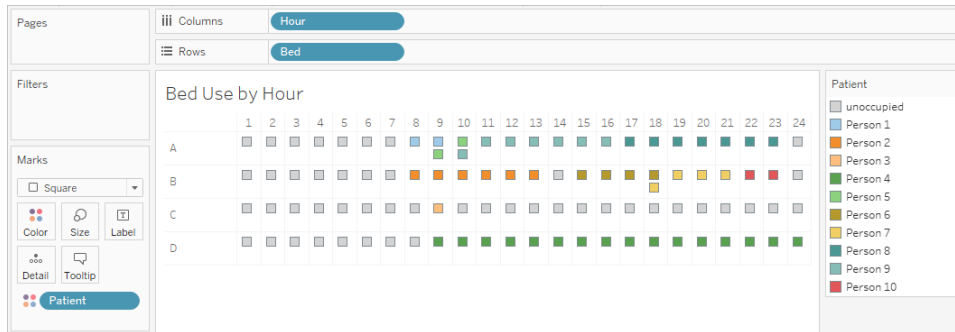 Pages
Columns
Hour
Rows
Bed
Filters
Marks
Square
Color
Size
T
Label
Detail
Tooltip
Patient
Bed Use by Hour
1 2 3 4 5 6 7 8 9 10 11 12 13 14 15 16 17 18 19 20 21 22 23 24
A
B
C
D
Patient
unoccupied
Person 1
Person 2
Person 3
Person 4
Person 5
Person 6
Person 7
Person 8
Person 9
Person 10